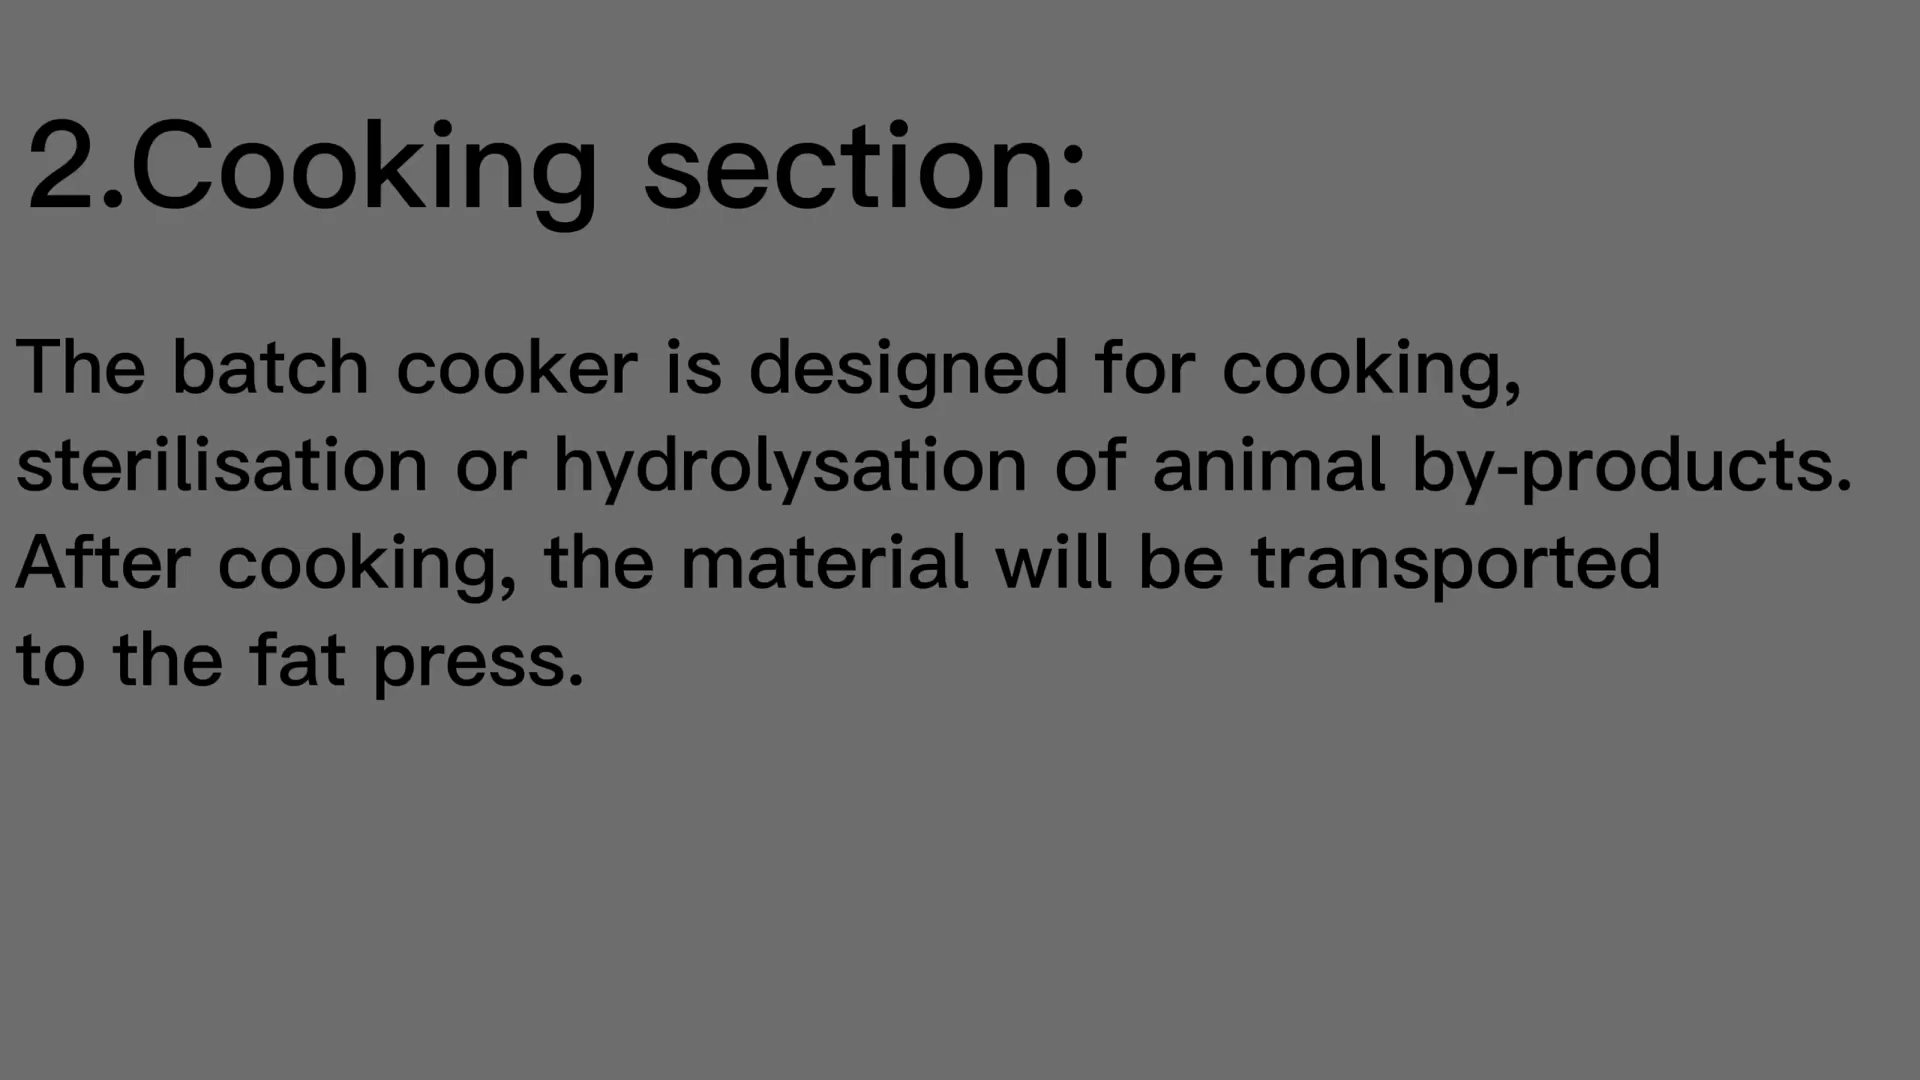 2.Cooking section:
The batch cooker is designed for cooking,
sterilisation or hydrolysation of animal by-products.
After cooking, the material will be transported
to the fat press.